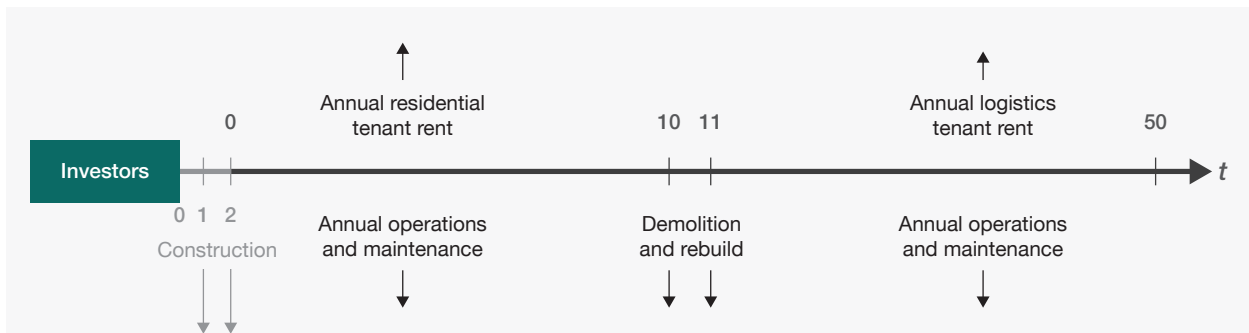 Annual residential
tenant rent
Annual logistics
tenant rent
0
10
11
50
Investors
t
0
1
2
Construction
Annual operations
and maintenance
Demolition
and rebuild
Annual operations
and maintenance